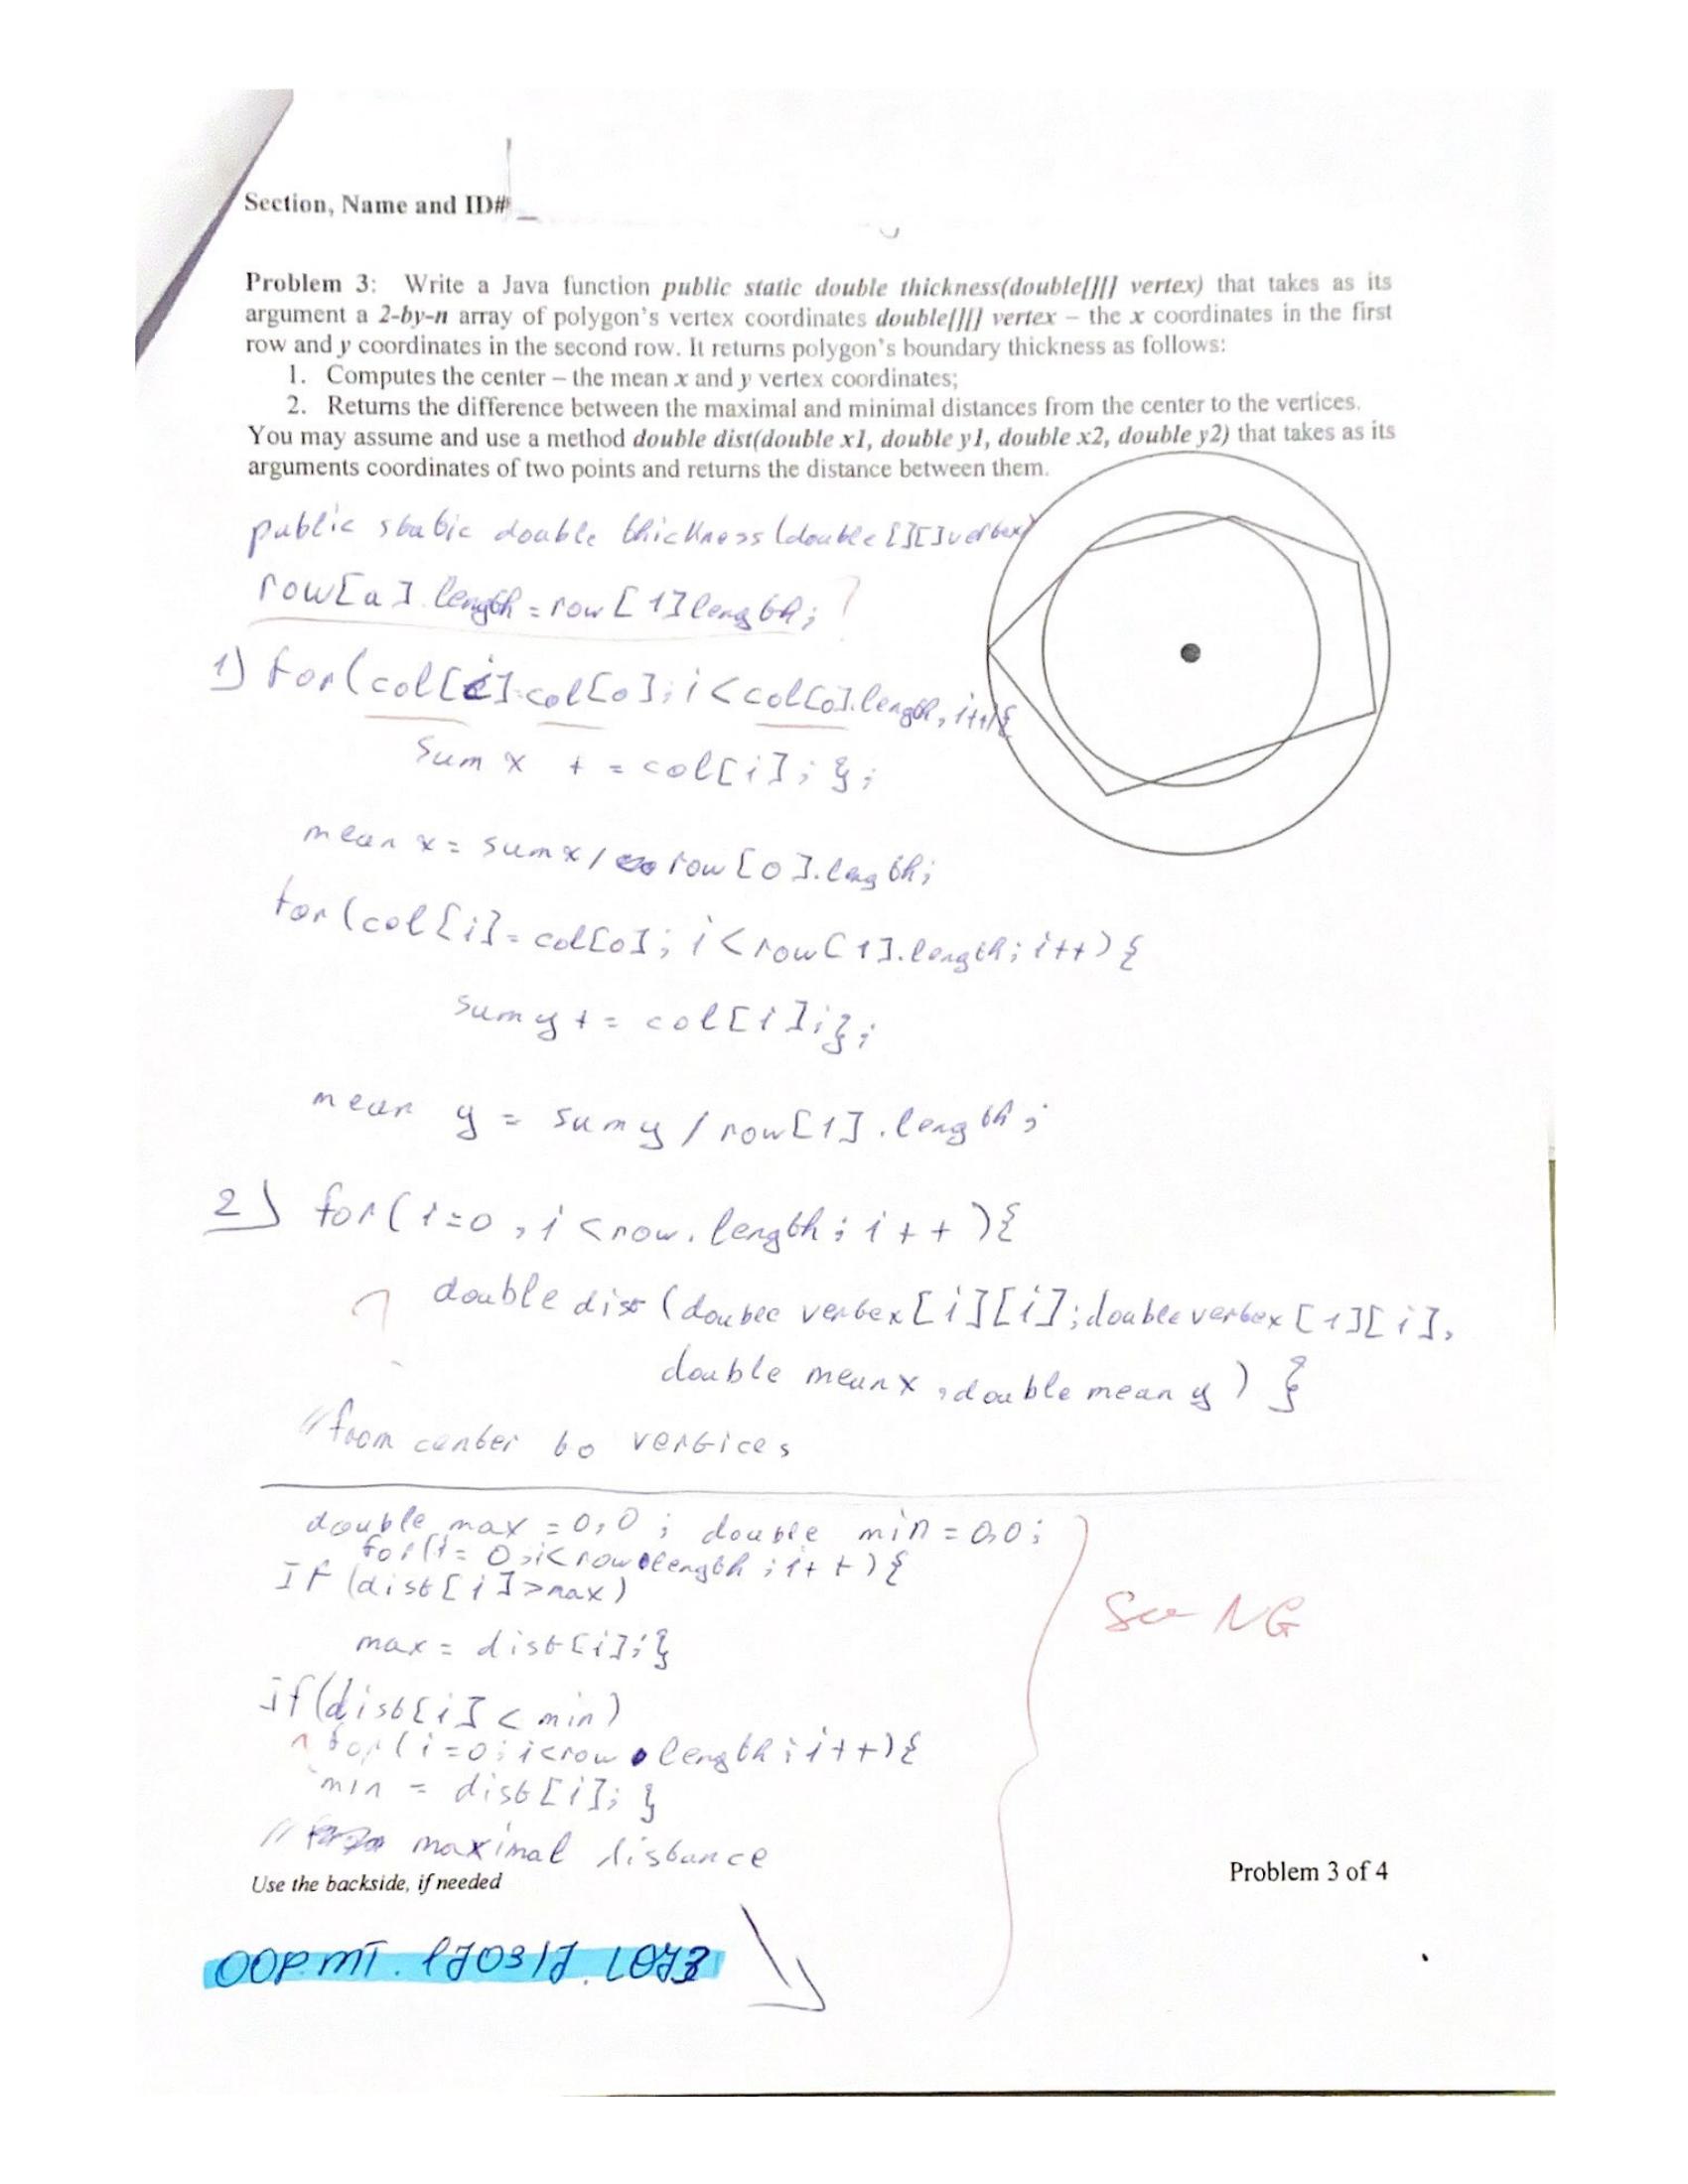 Section, Name and ID#
Problem 3: Write a Java function public static double thickness(double[][] vertex) that takes as its
argument a 2-by-n array of polygon's vertex coordinates double[][] vertex – the x coordinates in the first
row and y coordinates in the second row. It returns polygon's boundary thickness as follows:
1. Computes the center – the mean x and y vertex coordinates;
2. Returns the difference between the maximal and minimal distances from the center to the vertices.
You may assume and use a method double dist(double x1, double y1, double x2, double y2) that takes as its
arguments coordinates of two points and returns the distance between them.
public static double thickness (double [][] vertex)
row[a].length = row[1]length; ?
1) for(col[i]=col[0]; i<col[0].length, i++){
sum x += col[i]; };
mean x = sum x / row[0].length;
for(col[i]=col[0]; i<row[1].length; i++){
sum y += col[i];};
mean y = sum y / row[1].length;
2) for(i=0, i<row.length; i++){
double dist (double vertex[i][i]; double vertex[1][i],
double mean x, double mean y) }
//from center to vertices
double max = 0,0; double min = 0,0;
for(i=0, i<row.length; i++){
If (dist[i]>max)
max = dist[i];}
If(dist[i]<min)
for(i=0; i<row.length; i++){
min = dist[i]; }
// maximal distance
NG
Use the backside, if needed
Problem 3 of 4
OOP.MT.170317.L073